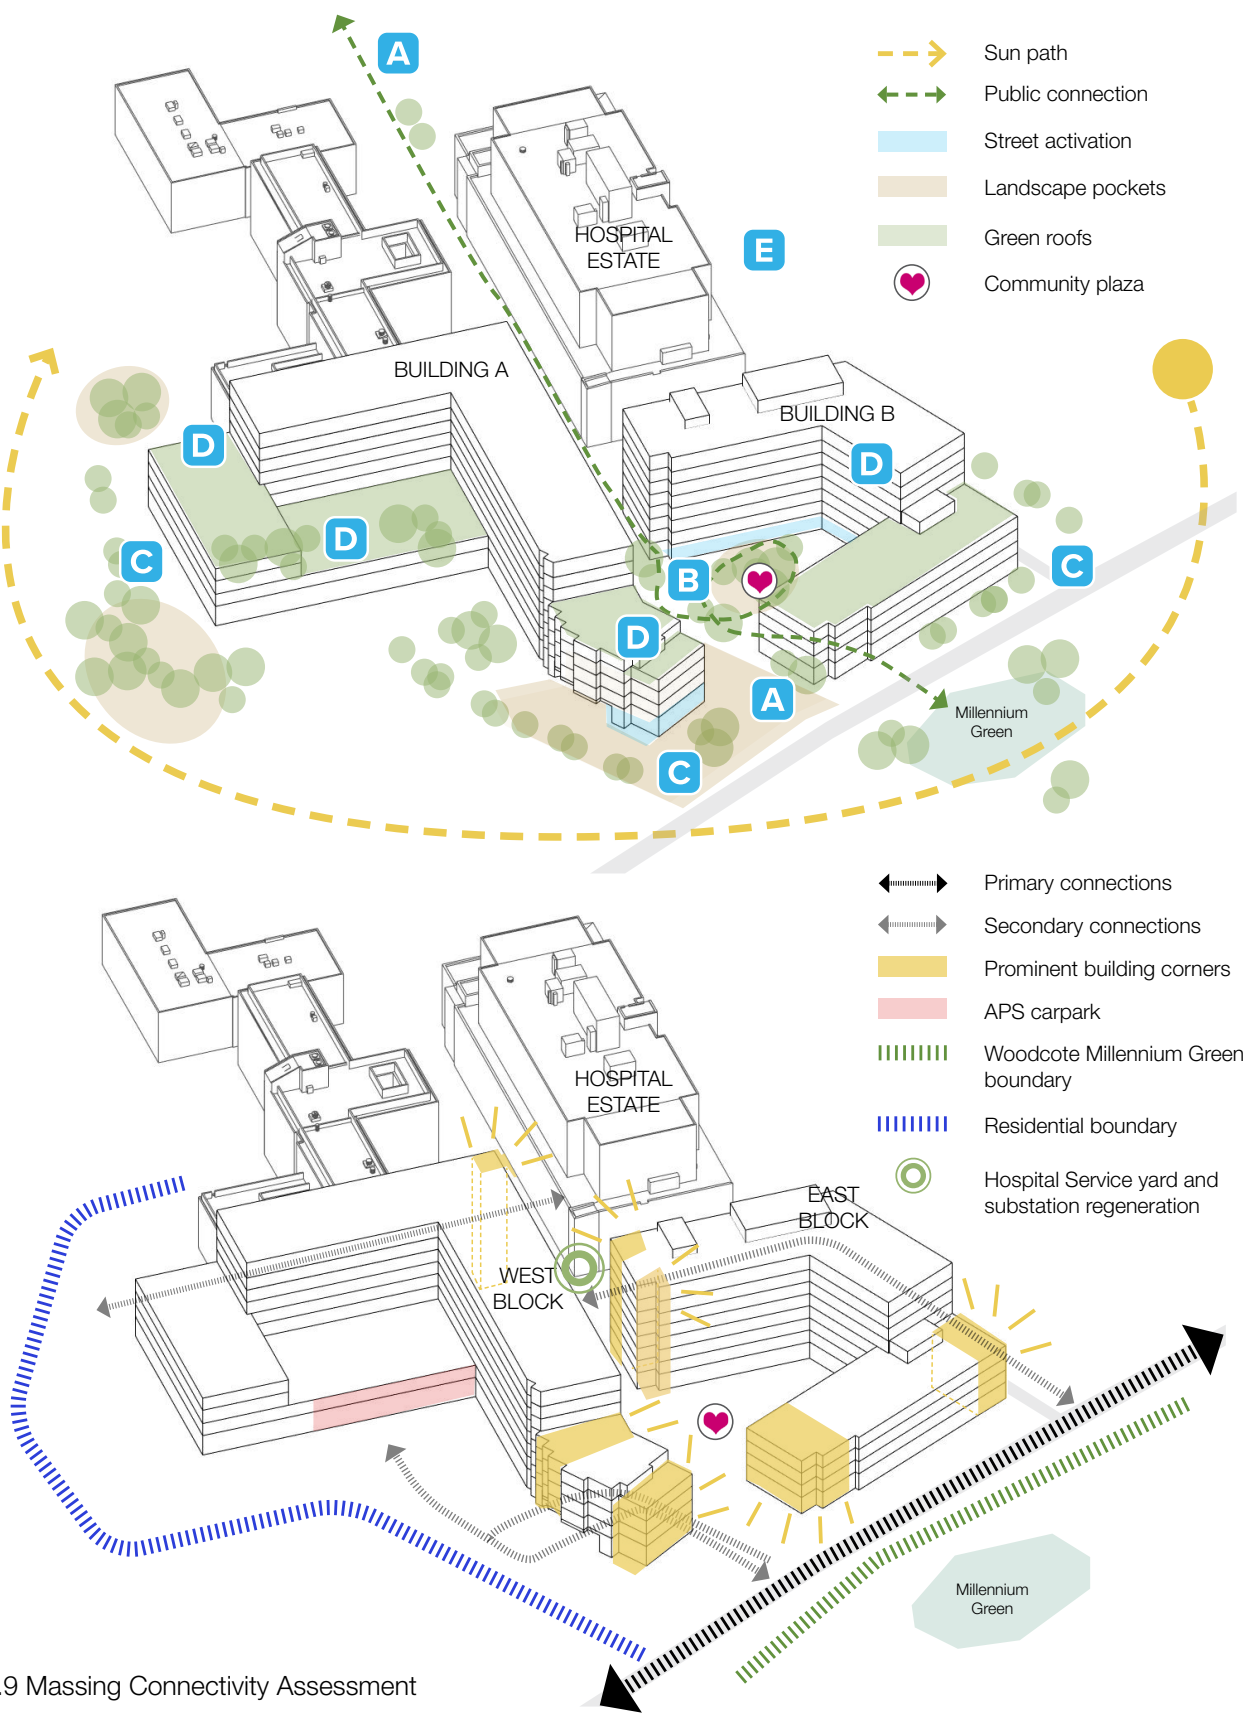 A
Sun path
Public connection
Street activation
Landscape pockets
Green roofs
Community plaza
HOSPITAL
ESTATE
E
BUILDING A
BUILDING B
D
D
D
C
B
C
D
A
C
Millennium
Green
Primary connections
Secondary connections
Prominent building corners
APS carpark
Woodcote Millennium Green
boundary
Residential boundary
Hospital Service yard and
substation regeneration
HOSPITAL
ESTATE
EAST
BLOCK
WEST
BLOCK
Millennium
Green
.9 Massing Connectivity Assessment